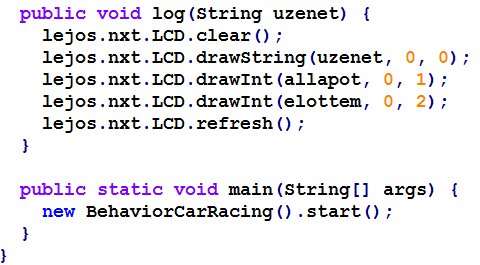 public void log(String uzenet) {
lejos.nxt.LCD.clear();
lejos.nxt.LCD.drawString(uzenet, 0, 0);
lejos.nxt.LCD.drawInt(allapot, 0, 1);
lejos.nxt.LCD.drawInt(elottem, 0, 2);
lejos.nxt.LCD.refresh();
}
public static void main(String[] args) {
new BehaviorCarRacing().start();
}
}